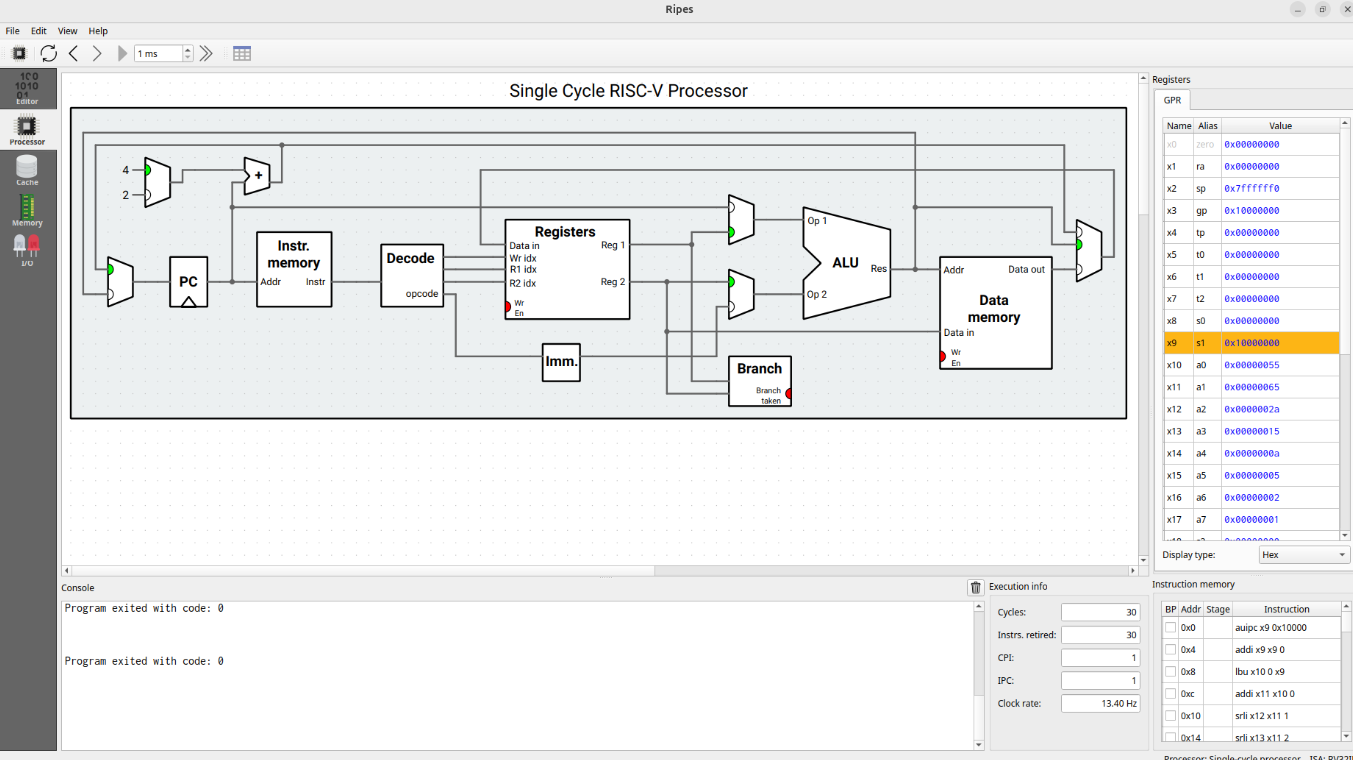 Ripes
File Edit View Help
1 ms
Editor
Processor
Cache
Memory
I/O
Single Cycle RISC-V Processor
4
2
+
PC
Instr. memory
Addr
Instr
Decode
opcode
Registers
Data in
Wr idx
R1 idx
R2 idx
Wr
En
Reg 1
Reg 2
Imm.
Op 1
Op 2
ALU
Res
Branch
Branch
taken
Data
memory
Addr
Data out
Data in
Wr
En
Registers
GPR
Name Alias Value
x0 zero 0x00000000
x1 ra 0x00000000
x2 sp 0x7ffffff0
x3 gp 0x10000000
x4 tp 0x00000000
x5 t0 0x00000000
x6 t1 0x00000000
x7 t2 0x00000000
x8 s0 0x00000000
x9 s1 0x10000000
x10 a0 0x00000055
x11 a1 0x00000065
x12 a2 0x0000002a
x13 a3 0x00000015
x14 a4 0x0000000a
x15 a5 0x00000005
x16 a6 0x00000002
x17 a7 0x00000001
Display type: Hex
Console
Program exited with code: 0
Program exited with code: 0
Execution info
Cycles: 30
Instrs. retired: 30
CPI: 1
IPC: 1
Clock rate: 13.40 Hz
Instruction memory
BP Addr Stage Instruction
0x0 auipc x9 0x10000
0x4 addi x9 x9 0
0x8 lbu x10 0 x9
0xc addi x11 x10 0
0x10 srli x12 x11 1
0x14 srli x13 x11 2
Processor: Single-cycle processor ISA: